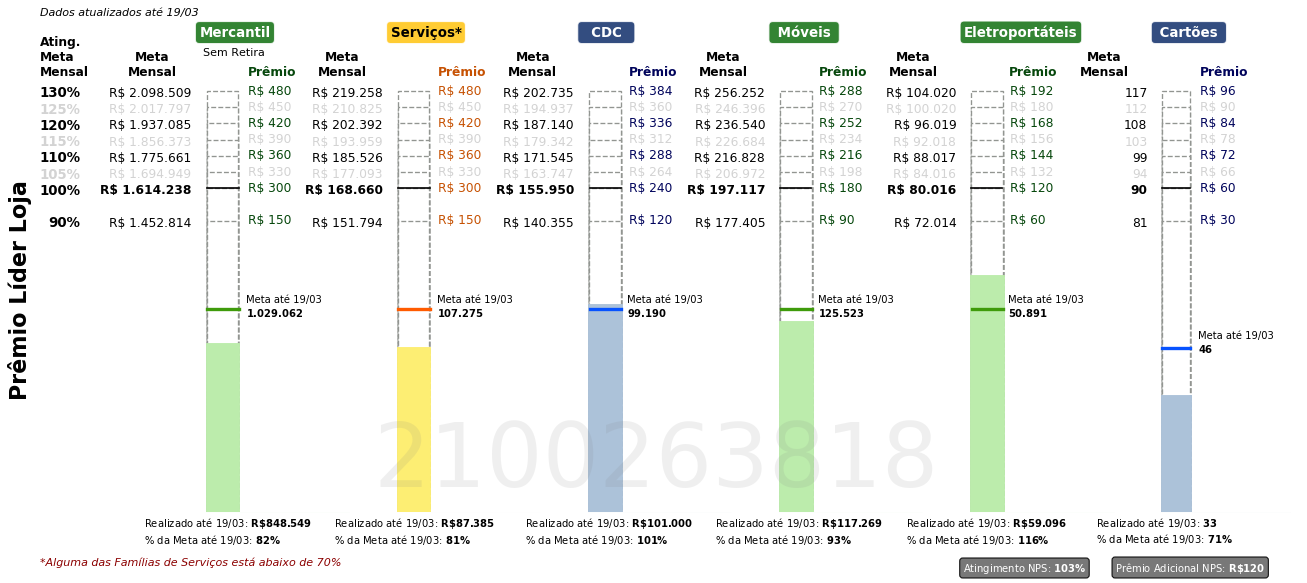 Dados atualizados até 19/03
Mercantil Serviços* CDC Móveis Eletroportáteis Cartões
Sem Retira
Ating. Meta Mensal Meta Mensal Prêmio Meta Mensal Prêmio Meta Mensal Prêmio Meta Mensal Prêmio Meta Mensal Prêmio Meta Mensal Prêmio
130% R$ 2.098.509 R$ 480 R$ 219.258 R$ 480 R$ 202.735 R$ 384 R$ 256.252 R$ 288 R$ 104.020 R$ 192 117 R$ 96
125% R$ 2.017.797 R$ 450 R$ 210.825 R$ 450 R$ 194.937 R$ 360 R$ 246.396 R$ 270 R$ 100.020 R$ 180 112 R$ 90
120% R$ 1.937.085 R$ 420 R$ 202.392 R$ 420 R$ 187.140 R$ 336 R$ 236.540 R$ 252 R$ 96.019 R$ 168 108 R$ 84
115% R$ 1.856.373 R$ 390 R$ 193.959 R$ 390 R$ 179.342 R$ 312 R$ 226.684 R$ 234 R$ 92.018 R$ 156 103 R$ 78
110% R$ 1.775.661 R$ 360 R$ 185.526 R$ 360 R$ 171.545 R$ 288 R$ 216.828 R$ 216 R$ 88.017 R$ 144 99 R$ 72
105% R$ 1.694.949 R$ 330 R$ 177.093 R$ 330 R$ 163.747 R$ 264 R$ 206.972 R$ 198 R$ 84.016 R$ 132 94 R$ 66
100% R$ 1.614.238 R$ 300 R$ 168.660 R$ 300 R$ 155.950 R$ 240 R$ 197.117 R$ 180 R$ 80.016 R$ 120 90 R$ 60
90% R$ 1.452.814 R$ 150 R$ 151.794 R$ 150 R$ 140.355 R$ 120 R$ 177.405 R$ 90 R$ 72.014 R$ 60 81 R$ 30
Prêmio Líder Loja
Meta até 19/03 Meta até 19/03 Meta até 19/03 Meta até 19/03 Meta até 19/03
1.029.062 107.275 99.190 125.523 50.891
Meta até 19/03
46
2100263818
Realizado até 19/03: R$848.549 Realizado até 19/03: R$87.385 Realizado até 19/03: R$101.000 Realizado até 19/03: R$117.269 Realizado até 19/03: R$59.096 Realizado até 19/03: 33
% da Meta até 19/03: 82% % da Meta até 19/03: 81% % da Meta até 19/03: 101% % da Meta até 19/03: 93% % da Meta até 19/03: 116% % da Meta até 19/03: 71%
*Alguma das Famílias de Serviços está abaixo de 70%
Atingimento NPS: 103% Prêmio Adicional NPS: R$120